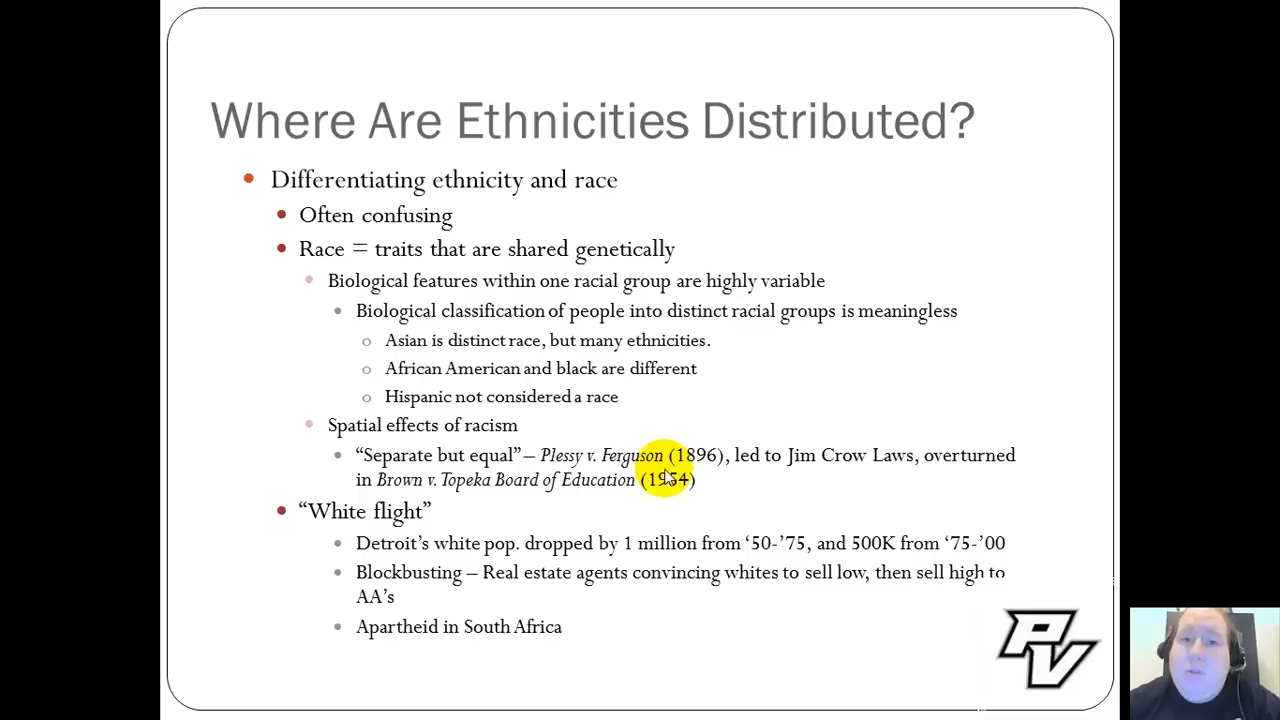 Where Are Ethnicities Distributed?
Differentiating ethnicity and race
Often confusing
Race = traits that are shared genetically
Biological features within one racial group are highly variable
Biological classification of people into distinct racial groups is meaningless
Asian is distinct race, but many ethnicities.
African American and black are different
Hispanic not considered a race
Spatial effects of racism
“Separate but equal” – Plessy v. Ferguson (1896), led to Jim Crow Laws, overturned
in Brown v. Topeka Board of Education (1954)
“White flight”
Detroit’s white pop. dropped by 1 million from ‘50-’75, and 500K from ‘75-’00
Blockbusting – Real estate agents convincing whites to sell low, then sell high to
AA’s
Apartheid in South Africa
PV